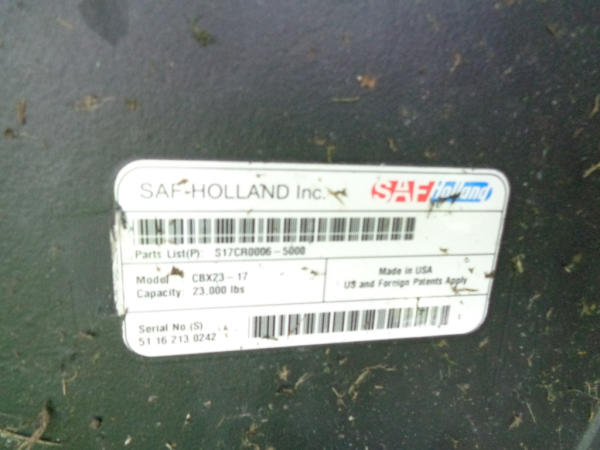 SAF-HOLLAND Inc.
SAF Holland
Parts List(P): S17CR0006-5000
Model CBX23-17
Capacity: 23,000 lbs
Made in USA
US and Foreign Patents Apply
Serial No.(S)
51 16 213 0242